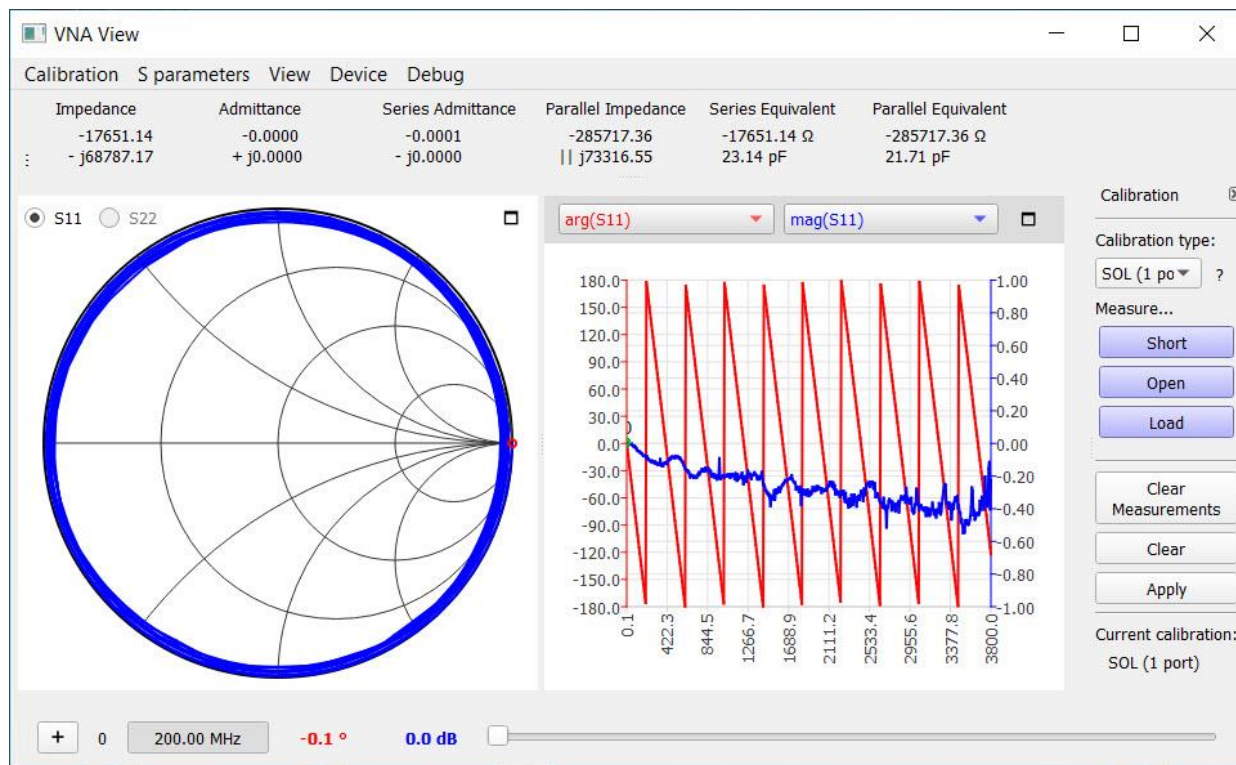 VNA View
Calibration S parameters View Device Debug
Impedance Admittance Series Admittance Parallel Impedance Series Equivalent Parallel Equivalent
-17651.14 -0.0000 -0.0001 -285717.36 -17651.14 Ω -285717.36 Ω
- j68787.17 + j0.0000 - j0.0000 || j73316.55 23.14 pF 21.71 pF
S11 S22
arg(S11) mag(S11)
180.0
150.0
120.0
90.0
60.0
30.0
0.0
-30.0
-60.0
-90.0
-120.0
-150.0
-180.0
0
1.00
0.80
0.60
0.40
0.20
0.00
-0.20
-0.40
-0.60
-0.80
-1.00
0.1
422.3
844.5
1266.7
1688.9
2111.2
2533.4
2955.6
3377.8
3800.0
Calibration
Calibration type:
SOL (1 po ?
Measure...
Short
Open
Load
Clear
Measurements
Clear
Apply
Current calibration:
SOL (1 port)
+ 0 200.00 MHz -0.1 ° 0.0 dB